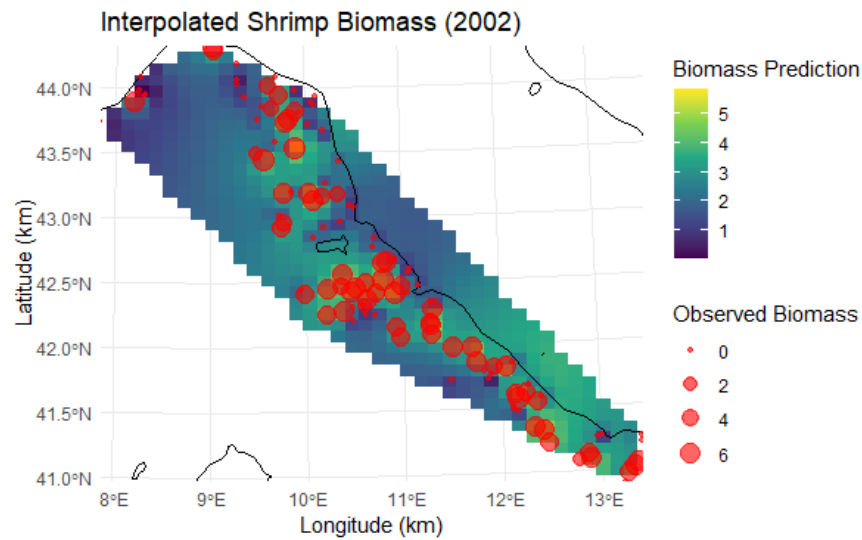 Interpolated Shrimp Biomass (2002)
Latitude (km)
44.0°N
43.5°N
43.0°N
42.5°N
42.0°N
41.5°N
41.0°N
8°E 9°E 10°E 11°E 12°E 13°E
Longitude (km)
Biomass Prediction
5
4
3
2
1
Observed Biomass
0
2
4
6